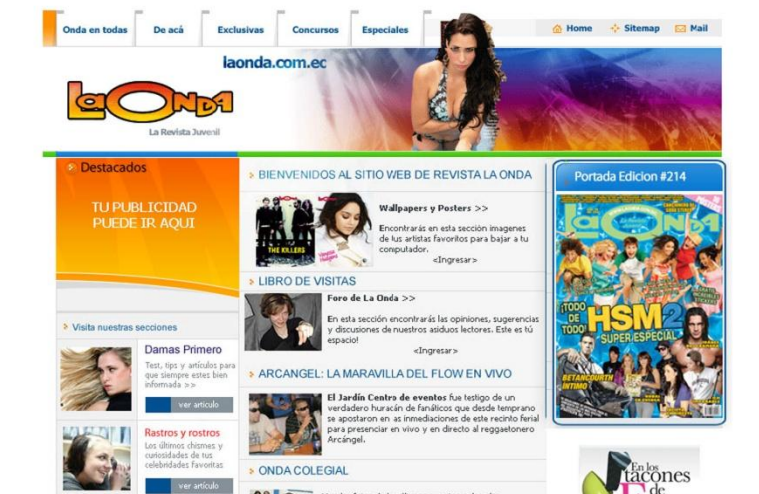 Onda en todas
De acá
Exclusivas
Concursos
Especiales
Home
Sitemap
Mail
laonda.com.ec
La Onda
La Revista Juvenil
Destacados
TU PUBLICIDAD
PUEDE IR AQUI
Visita nuestras secciones
Damas Primero
Test, tips y artículos para
que siempre estes bien
informada >>
ver artículo
Rastros y rostros
Los últimos chismes y
curiosidades de tus
celebridades favoritas
ver artículo
BIENVENIDOS AL SITIO WEB DE REVISTA LA ONDA
THE KILLERS
Wallpapers y Posters >>
Encontrarás en esta sección imagenes
de tus artistas favoritos para bajar a tu
computador.
<Ingresar>
LIBRO DE VISITAS
Foro de La Onda >>
En esta sección encontrarás las opiniones, sugerencias
y discusiones de nuestros asiduos lectores. Este es tú
espacio!
<Ingresar>
ARCANGEL: LA MARAVILLA DEL FLOW EN VIVO
El Jardín Centro de eventos fue testigo de un
verdadero huracán de fanáticos que desde temprano
se apostaron en as inmediaciones de este recinto ferial
para presenciar en vivo y en directo al reggaetonero
Arcángel.
ONDA COLEGIAL
Portada Edicion #214
La Onda
¡TODO
DE
TODO!
HSM2
SUPER ESPECIAL
BETANCOURTH
INTIMO
En los
tacones
de